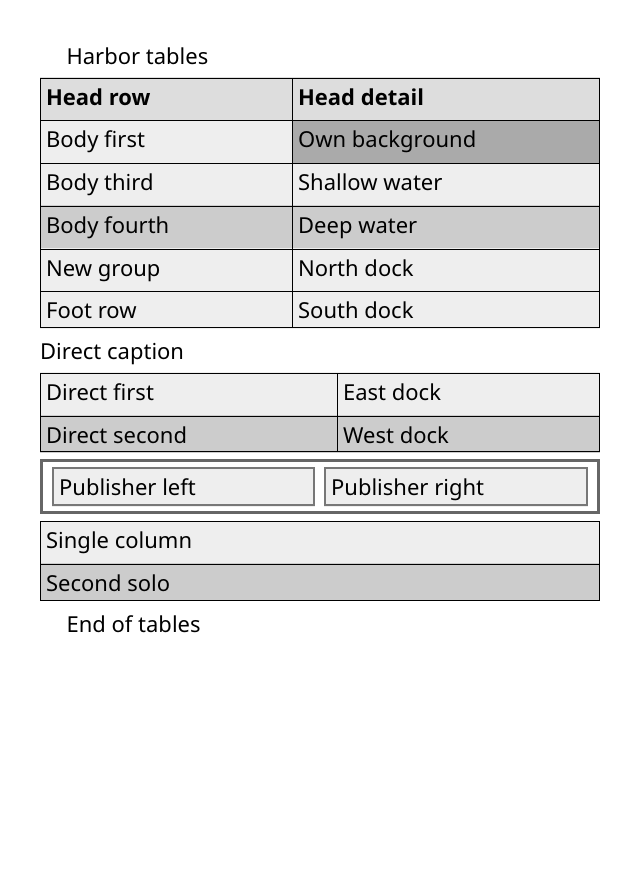 Harbor tables
Head row Head detail
Body first Own background
Body third Shallow water
Body fourth Deep water
New group North dock
Foot row South dock
Direct caption
Direct first East dock
Direct second West dock
Publisher left Publisher right
Single column
Second solo
End of tables